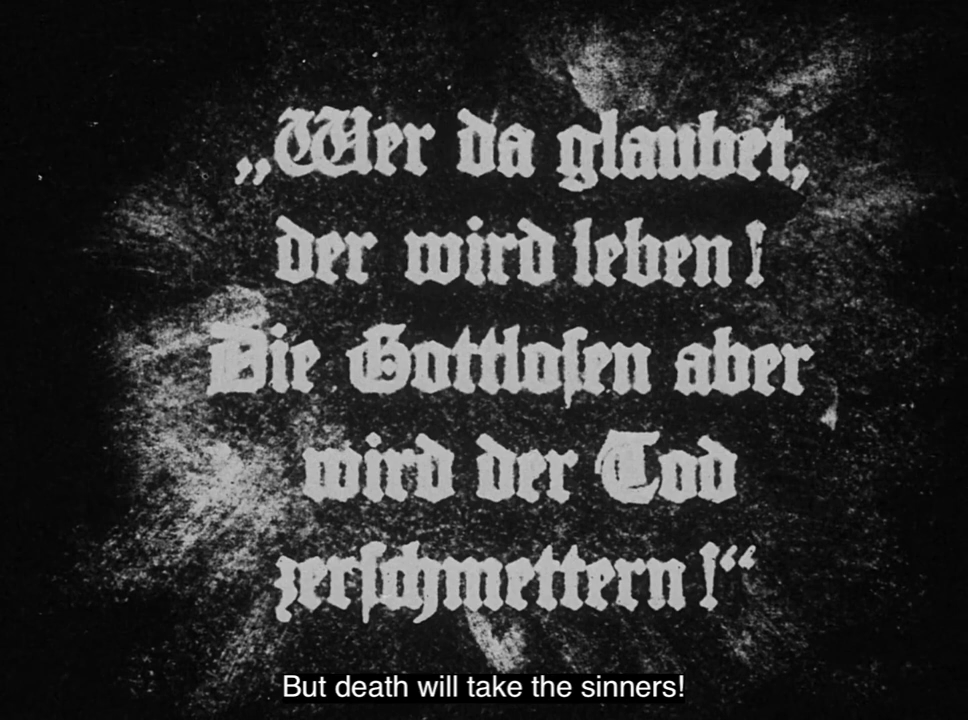 „Wer da glaubet,
der wird leben!
Die Gottlosen aber
wird der Tod
zerschmettern!“
But death will take the sinners!